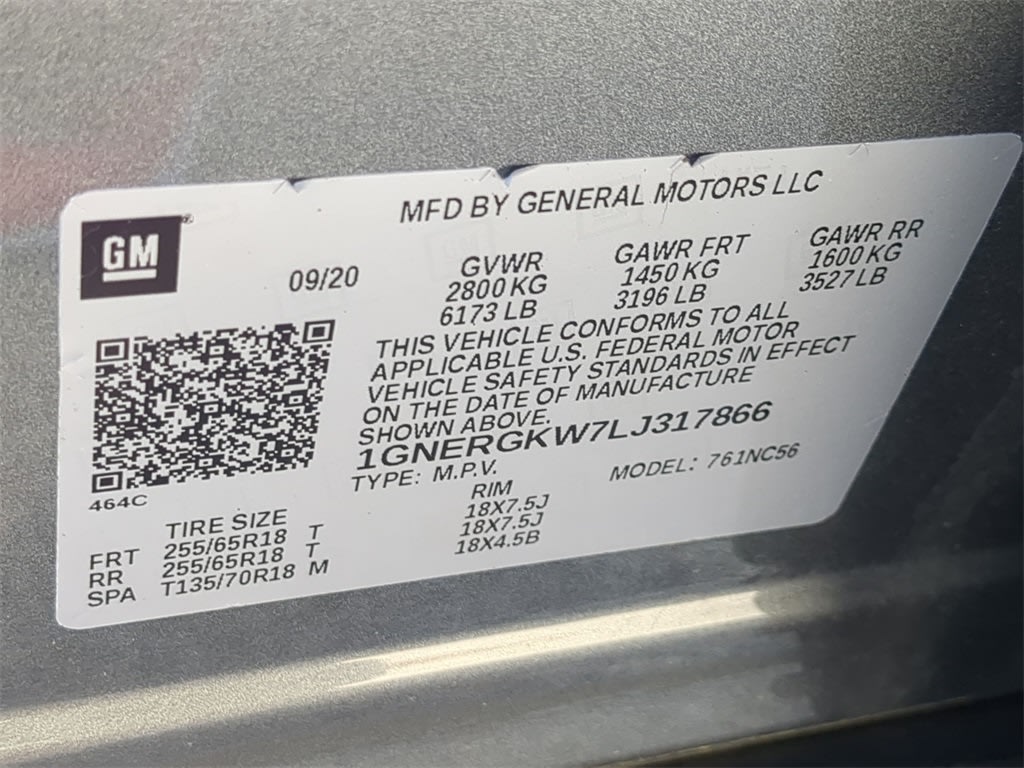 MFD BY GENERAL MOTORS LLC
GM
09/20
GVWR
2800 KG
6173 LB
GAWR FRT
1450 KG
3196 LB
GAWR RR
1600 KG
3527 LB
THIS VEHICLE CONFORMS TO ALL
APPLICABLE U.S. FEDERAL MOTOR
VEHICLE SAFETY STANDARDS IN EFFECT
ON THE DATE OF MANUFACTURE
SHOWN ABOVE.
1GNERGKW7LJ317866
TYPE: M.P.V.
MODEL: 761NC56
464C
TIRE SIZE RIM
FRT 255/65R18 T 18X7.5J
RR 255/65R18 T 18X7.5J
SPA T135/70R18 M 18X4.5B